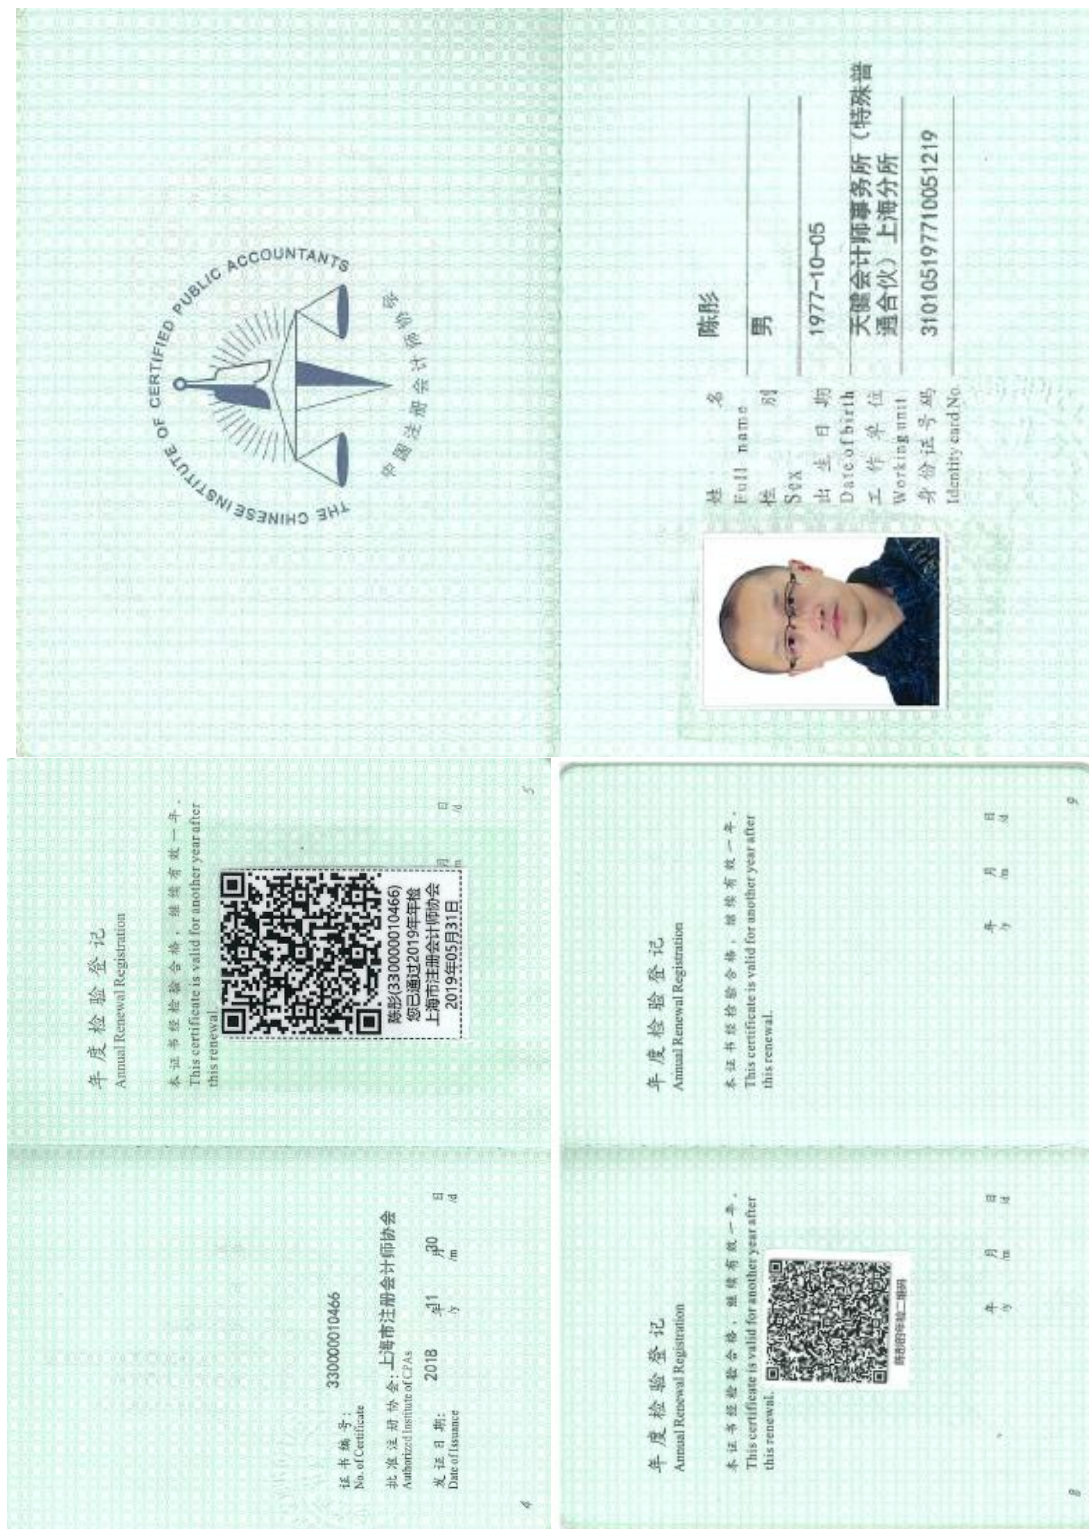 THE CHINESE INSTITUTE OF CERTIFIED PUBLIC ACCOUNTANTS
中國注册会计师协会
姓 名 陈彤
Full name
性 别 男
Sex
出 生 日 期 1977-10-05
Date of birth
工 作 单 位 天健会计师事务所(特殊普
通合伙)上海分所
Working unit
身份证号码 310105197710051219
Identity card No.
年度检验登记
Annual Renewal Registration
本证书经检验合格,继续有效一年。
This certificate is valid for another year after
this renewal.
陈彤(330000010466)
您已通过2019年年检
上海市注册会计师协会
2019年05月31日
月 日
/m /d
5
证书编号: 330000010466
No. of Certificate
批准注册协会: 上海市注册会计师协会
Authorized Institute of CPAs
发证日期: 2018 年11 月30 日
Date of Issuance /y /m /d
4
年度检验登记
Annual Renewal Registration
本证书经检验合格,继续有效一年。
This certificate is valid for another year after
this renewal.
年 月 日
/y /m /d
9
年度检验登记
Annual Renewal Registration
本证书经检验合格,继续有效一年。
This certificate is valid for another year after
this renewal.
陈彤的年检二维码
年 月 日
/y /m /d
8